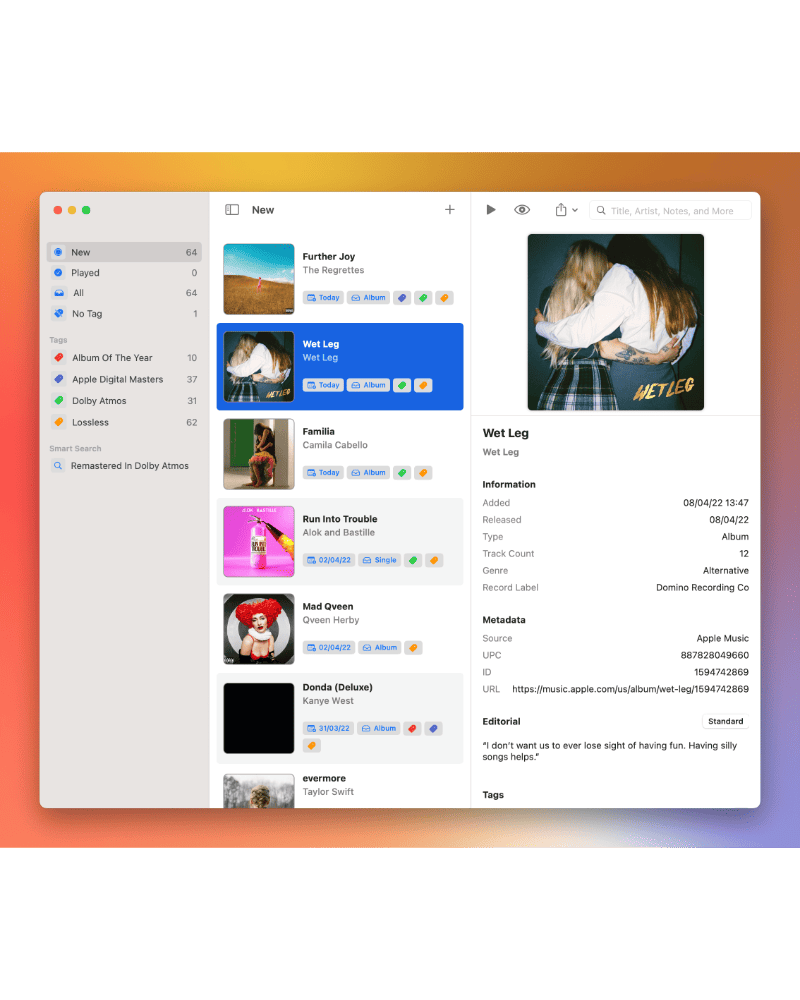 New
Title, Artist, Notes, and More
New 64
Played 0
All 64
No Tag 1
Tags
Album Of The Year 10
Apple Digital Masters 37
Dolby Atmos 31
Lossless 62
Smart Search
Remastered In Dolby Atmos
Further Joy
The Regrettes
Today Album
Wet Leg
Wet Leg
Today Album
WET LEG
Familia
Camila Cabello
Today Album
ALOK BASTILLE
Run Into Trouble
Alok and Bastille
02/04/22 Single
Mad Qveen
Qveen Herby
02/04/22 Album
Donda (Deluxe)
Kanye West
31/03/22 Album
evermore
Taylor Swift
WET LEG
Wet Leg
Wet Leg
Information
Added 08/04/22 13:47
Released 08/04/22
Type Album
Track Count 12
Genre Alternative
Record Label Domino Recording Co
Metadata
Source Apple Music
UPC 887828049660
ID 1594742869
URL https://music.apple.com/us/album/wet-leg/1594742869
Editorial Standard
“I don’t want us to ever lose sight of having fun. Having silly
songs helps.”
Tags